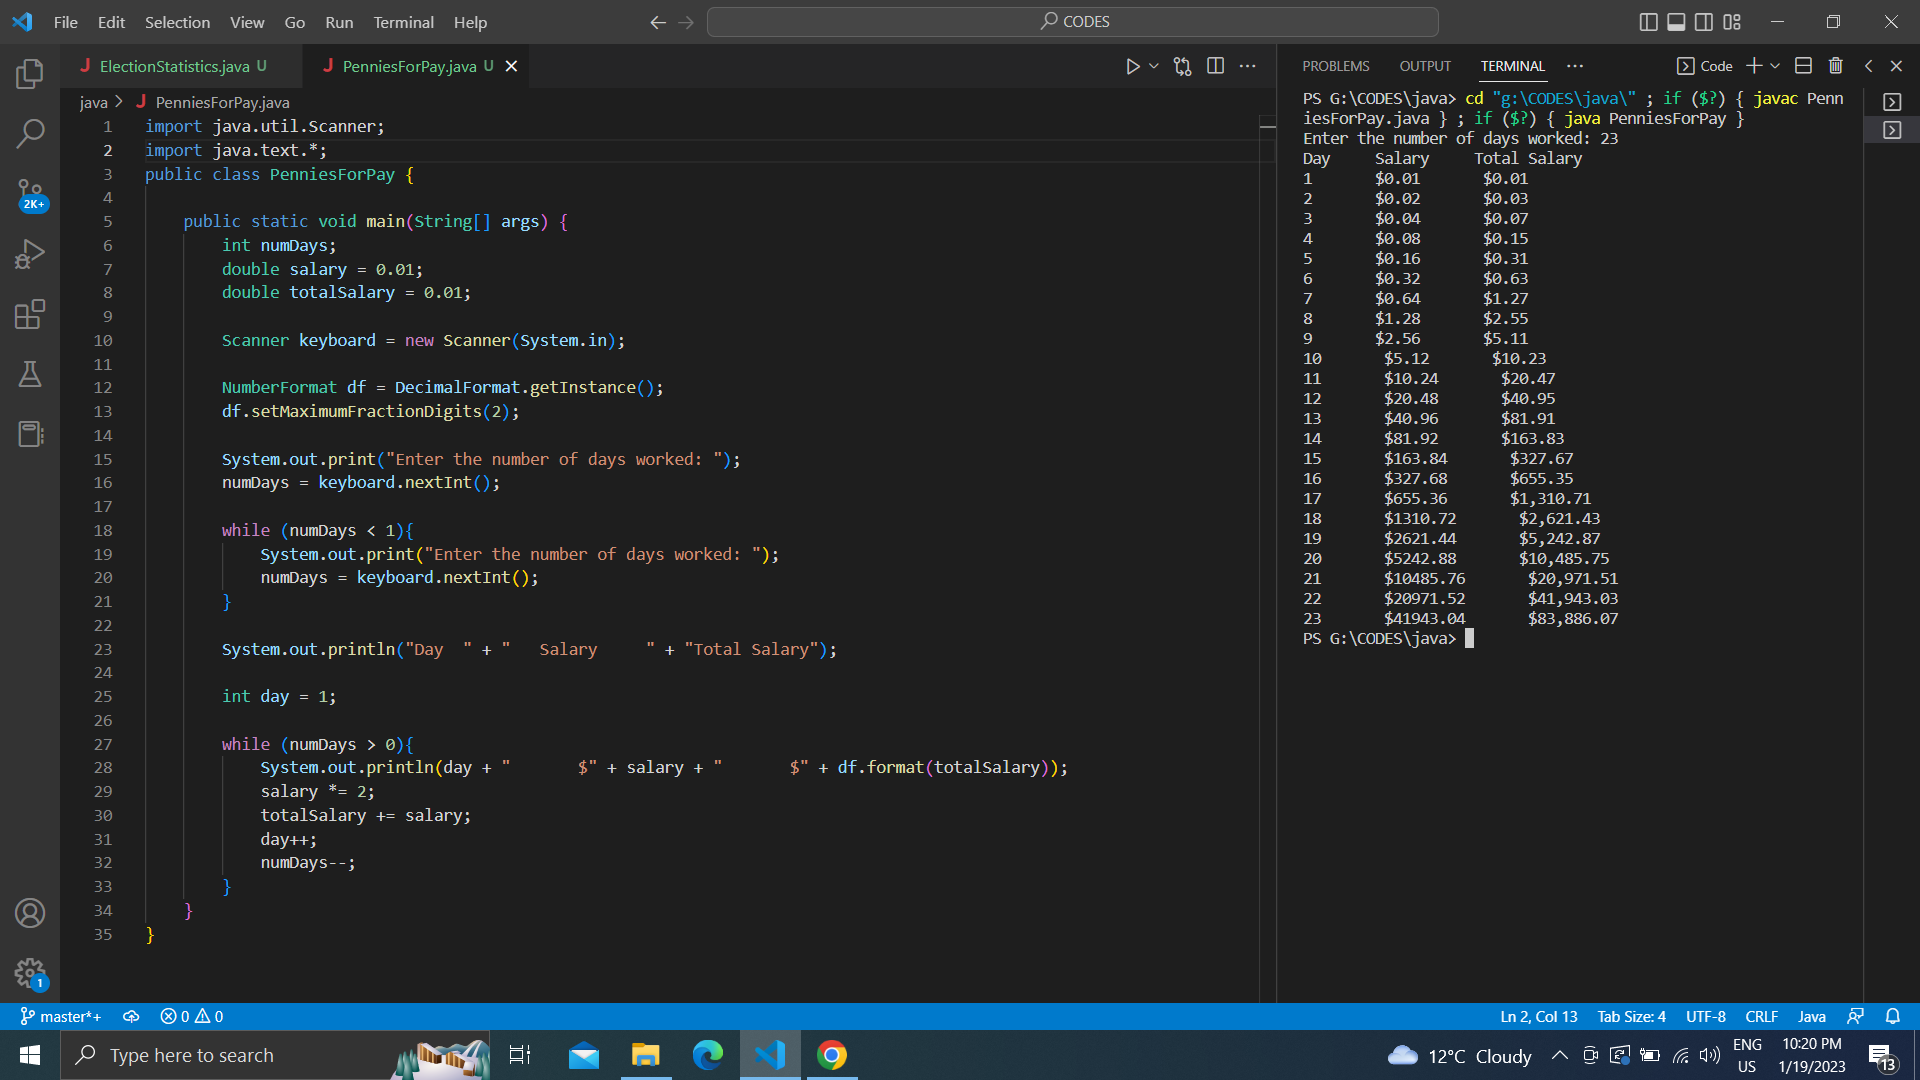 File Edit Selection View Go Run Terminal Help
CODES
ElectionStatistics.java U
PenniesForPay.java U
java > PenniesForPay.java
1 import java.util.Scanner;
2 import java.text.*;
3 public class PenniesForPay {
4
5 public static void main(String[] args) {
6 int numDays;
7 double salary = 0.01;
8 double totalSalary = 0.01;
9
10 Scanner keyboard = new Scanner(System.in);
11
12 NumberFormat df = DecimalFormat.getInstance();
13 df.setMaximumFractionDigits(2);
14
15 System.out.print("Enter the number of days worked: ");
16 numDays = keyboard.nextInt();
17
18 while (numDays < 1){
19 System.out.print("Enter the number of days worked: ");
20 numDays = keyboard.nextInt();
21 }
22
23 System.out.println("Day  " + "   Salary     " + "Total Salary");
24
25 int day = 1;
26
27 while (numDays > 0){
28 System.out.println(day + "       $" + salary + "       $" + df.format(totalSalary));
29 salary *= 2;
30 totalSalary += salary;
31 day++;
32 numDays--;
33 }
34 }
35 }
PROBLEMS OUTPUT TERMINAL ··· Code
PS G:\CODES\java> cd "g:\CODES\java\" ; if ($?) { javac Penn
iesForPay.java } ; if ($?) { java PenniesForPay }
Enter the number of days worked: 23
Day     Salary     Total Salary
1       $0.01       $0.01
2       $0.02       $0.03
3       $0.04       $0.07
4       $0.08       $0.15
5       $0.16       $0.31
6       $0.32       $0.63
7       $0.64       $1.27
8       $1.28       $2.55
9       $2.56       $5.11
10       $5.12       $10.23
11       $10.24       $20.47
12       $20.48       $40.95
13       $40.96       $81.91
14       $81.92       $163.83
15       $163.84       $327.67
16       $327.68       $655.35
17       $655.36       $1,310.71
18       $1310.72       $2,621.43
19       $2621.44       $5,242.87
20       $5242.88       $10,485.75
21       $10485.76       $20,971.51
22       $20971.52       $41,943.03
23       $41943.04       $83,886.07
PS G:\CODES\java>
2K+
1
master*+ 0 0
Ln 2, Col 13 Tab Size: 4 UTF-8 CRLF Java
Type here to search
12°C Cloudy
ENG
US
10:20 PM
1/19/2023
13